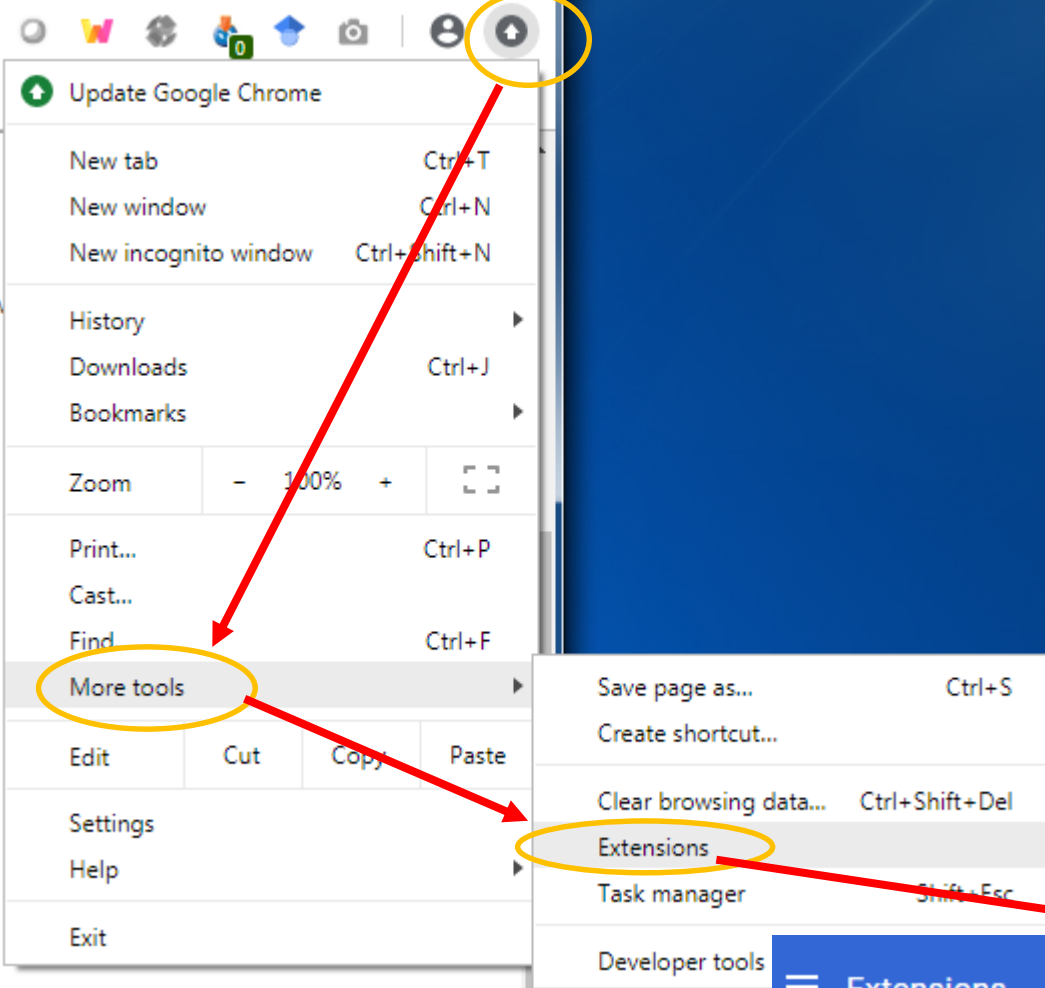 0
Update Google Chrome
New tab Ctrl+T
New window Ctrl+N
New incognito window Ctrl+Shift+N
History
Downloads Ctrl+J
Bookmarks
Zoom - 100% +
Print... Ctrl+P
Cast...
Find... Ctrl+F
More tools
Edit Cut Copy Paste
Settings
Help
Exit
Save page as... Ctrl+S
Create shortcut...
Clear browsing data... Ctrl+Shift+Del
Extensions
Task manager Shift+Esc
Developer tools
Extensions